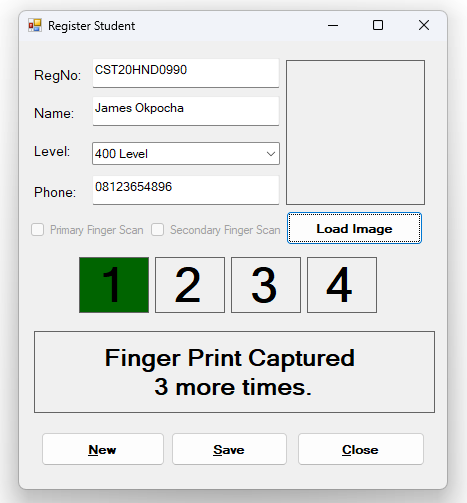 Register Student
RegNo: CST20HND0990
Name: James Okpocha
Level: 400 Level
Phone: 08123654896
Primary Finger Scan Secondary Finger Scan Load Image
1 2 3 4
Finger Print Captured
3 more times.
New Save Close